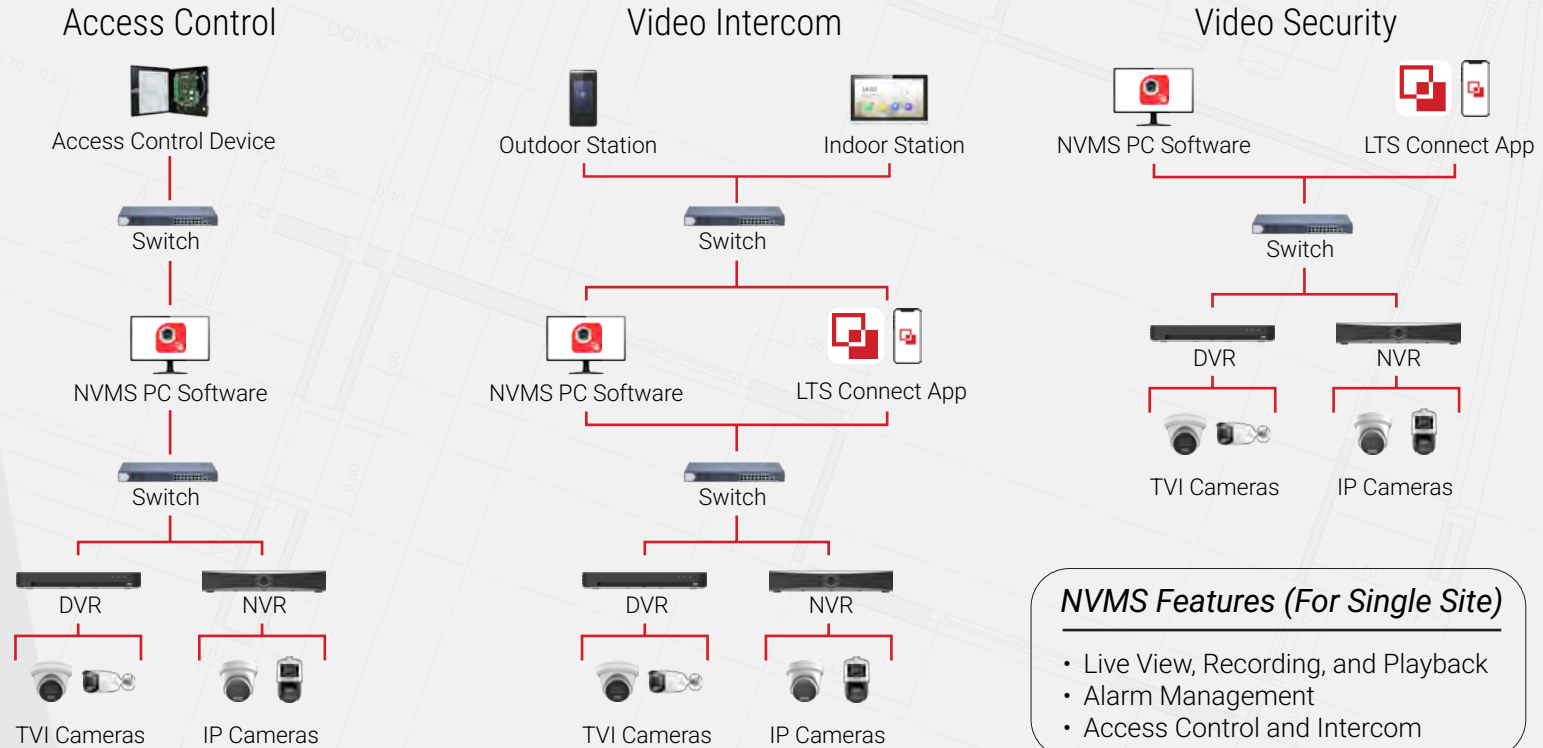 Access Control
Access Control Device
Switch
NVMS PC Software
Switch
DVR
NVR
TVI Cameras
IP Cameras
Video Intercom
Outdoor Station
Indoor Station
Switch
NVMS PC Software
LTS Connect App
Switch
DVR
NVR
TVI Cameras
IP Cameras
Video Security
NVMS PC Software
LTS Connect App
Switch
DVR
NVR
TVI Cameras
IP Cameras
NVMS Features (For Single Site)
• Live View, Recording, and Playback
• Alarm Management
• Access Control and Intercom
DOWN